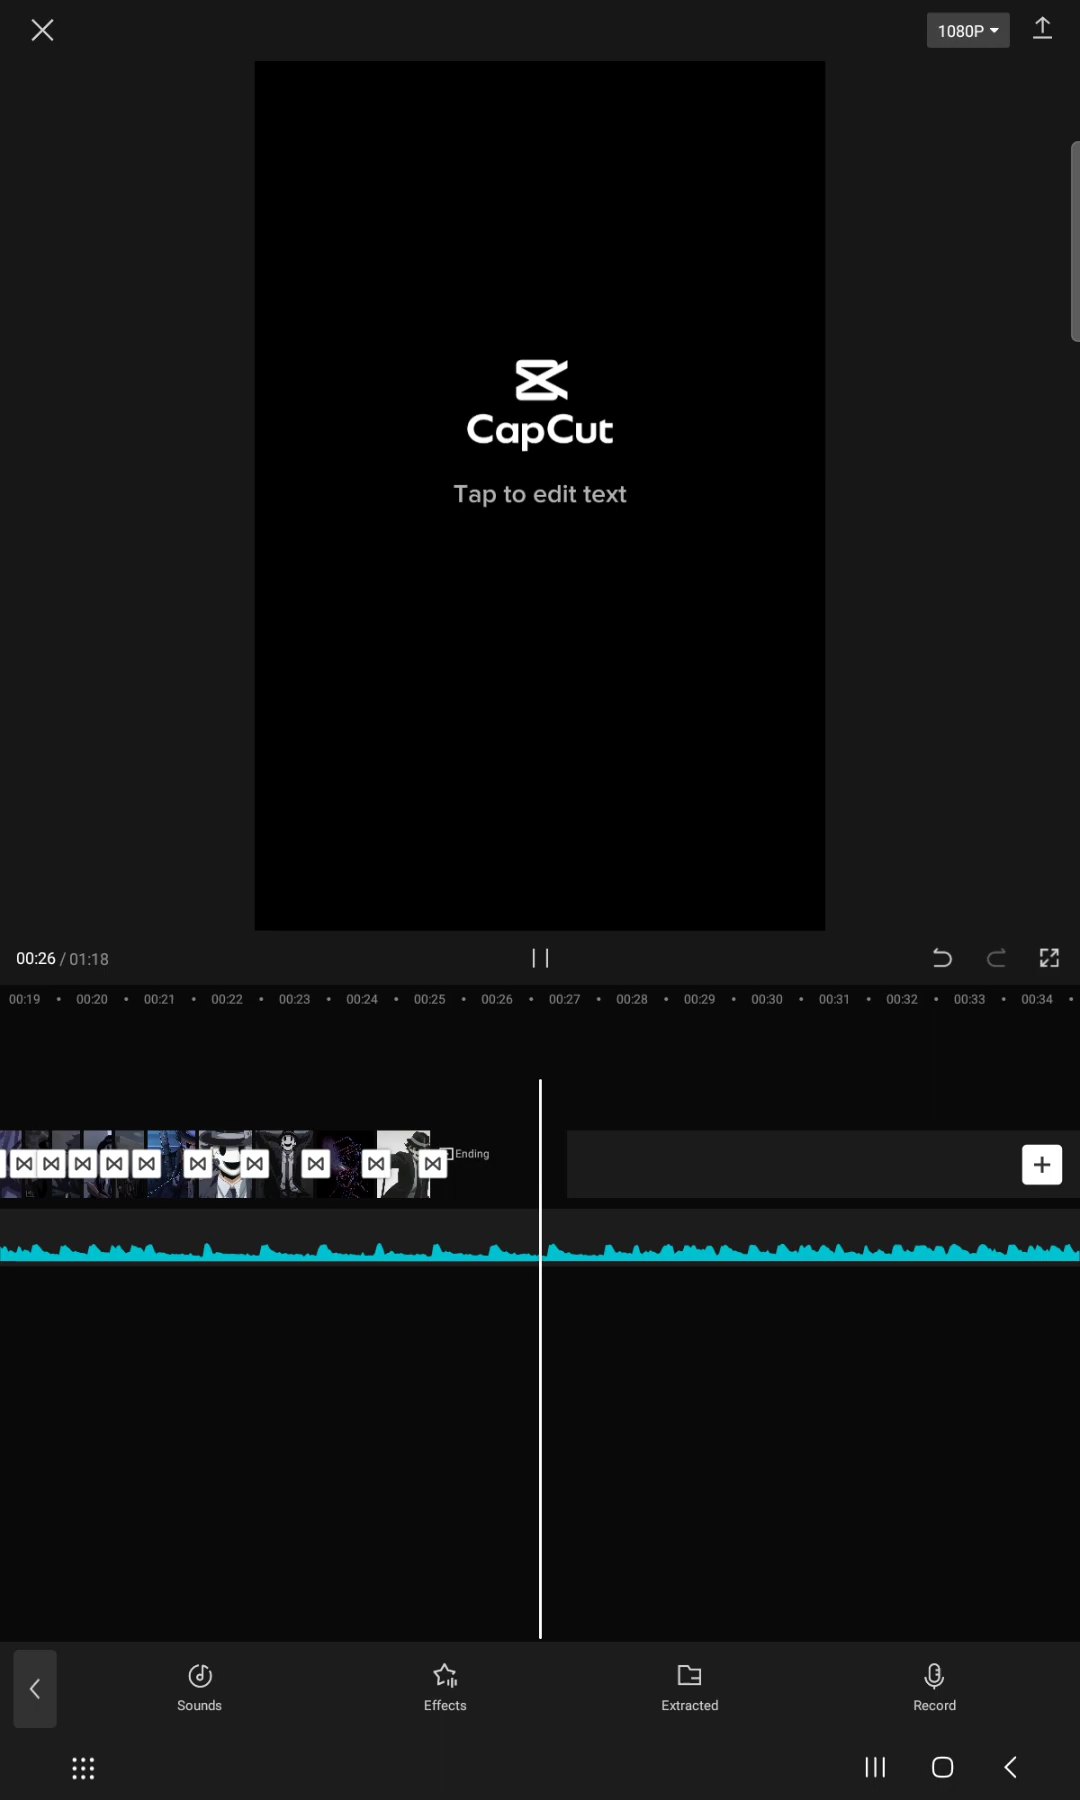 1080P
CapCut
Tap to edit text
00:26 / 01:18
00:19 • 00:20 • 00:21 • 00:22 • 00:23 • 00:24 • 00:25 • 00:26 • 00:27 • 00:28 • 00:29 • 00:30 • 00:31 • 00:32 • 00:33 • 00:34 •
Ending
Sounds Effects Extracted Record